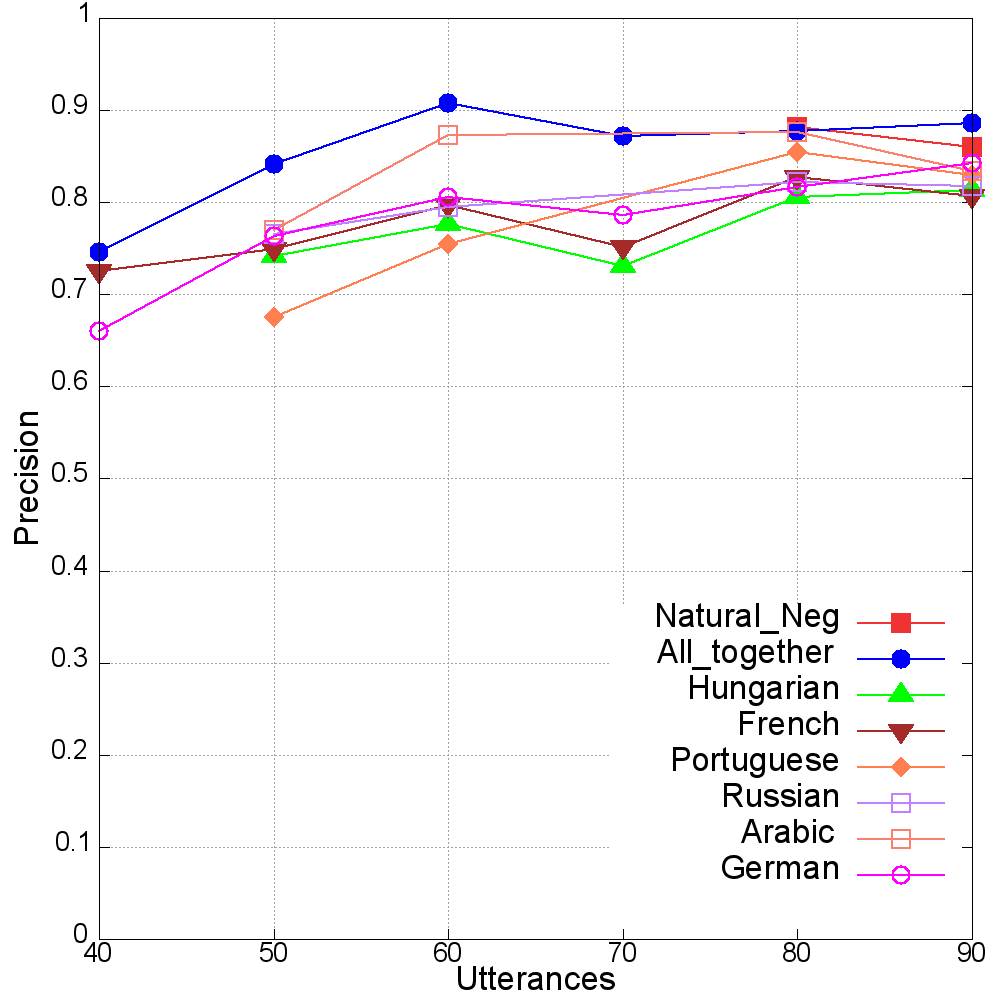 1
0.9
0.8
0.7
0.6
0.5
0.4
0.3
0.2
0.1
0
Precision
Natural_Neg
All_together
Hungarian
French
Portuguese
Russian
Arabic
German
40 50 60 70 80 90
Utterances